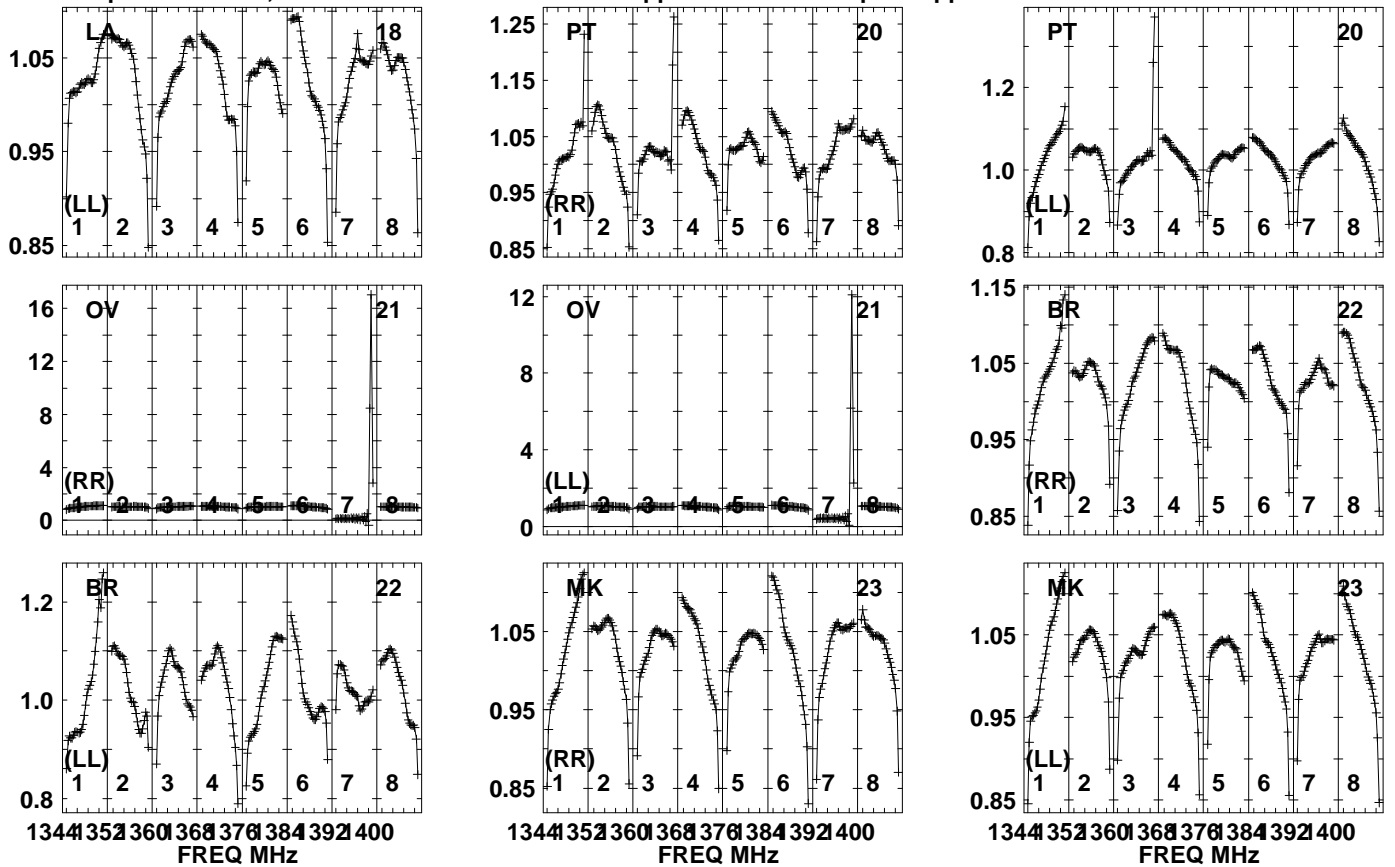 LA 18 PT 20 PT 20
1.05
0.95
0.85
(LL)
1 2 3 4 5 6 7 8
1.25
1.15
1.05
0.95
0.85
(RR)
1 2 3 4 5 6 7 8
1.2
1.0
0.8
(LL)
1 2 3 4 5 6 7 8
OV 21 OV 21 BR 22
16
12
8
4
0
(RR)
1 2 3 4 5 6 7 8
12
8
4
0
(LL)
1 2 3 4 5 6 7 8
1.15
1.05
0.95
0.85
(RR)
1 2 3 4 5 6 7 8
BR 22 MK 23 MK 23
1.2
1.0
0.8
(LL)
1 2 3 4 5 6 7 8
1.05
0.95
0.85
(RR)
1 2 3 4 5 6 7 8
1.05
0.95
0.85
(LL)
1 2 3 4 5 6 7 8
1344 1352 1360 1368 1376 1384 1392 1400
FREQ MHz
1344 1352 1360 1368 1376 1384 1392 1400
FREQ MHz
1344 1352 1360 1368 1376 1384 1392 1400
FREQ MHz